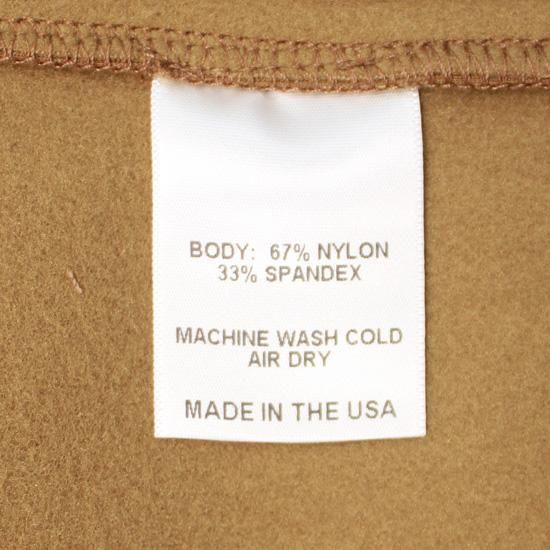 BODY: 67% NYLON
33% SPANDEX
MACHINE WASH COLD
AIR DRY
MADE IN THE USA